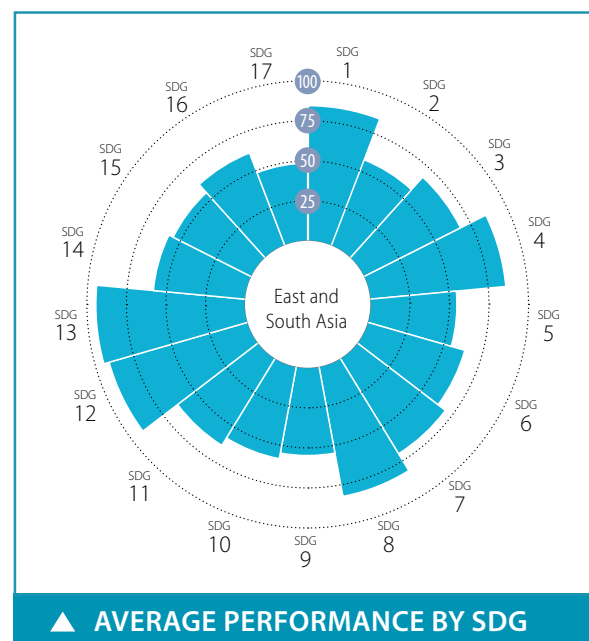 SDG
1
SDG
2
SDG
3
SDG
4
SDG
5
SDG
6
SDG
7
SDG
8
SDG
9
SDG
10
SDG
11
SDG
12
SDG
13
SDG
14
SDG
15
SDG
16
SDG
17
100
75
50
25
East and
South Asia
AVERAGE PERFORMANCE BY SDG